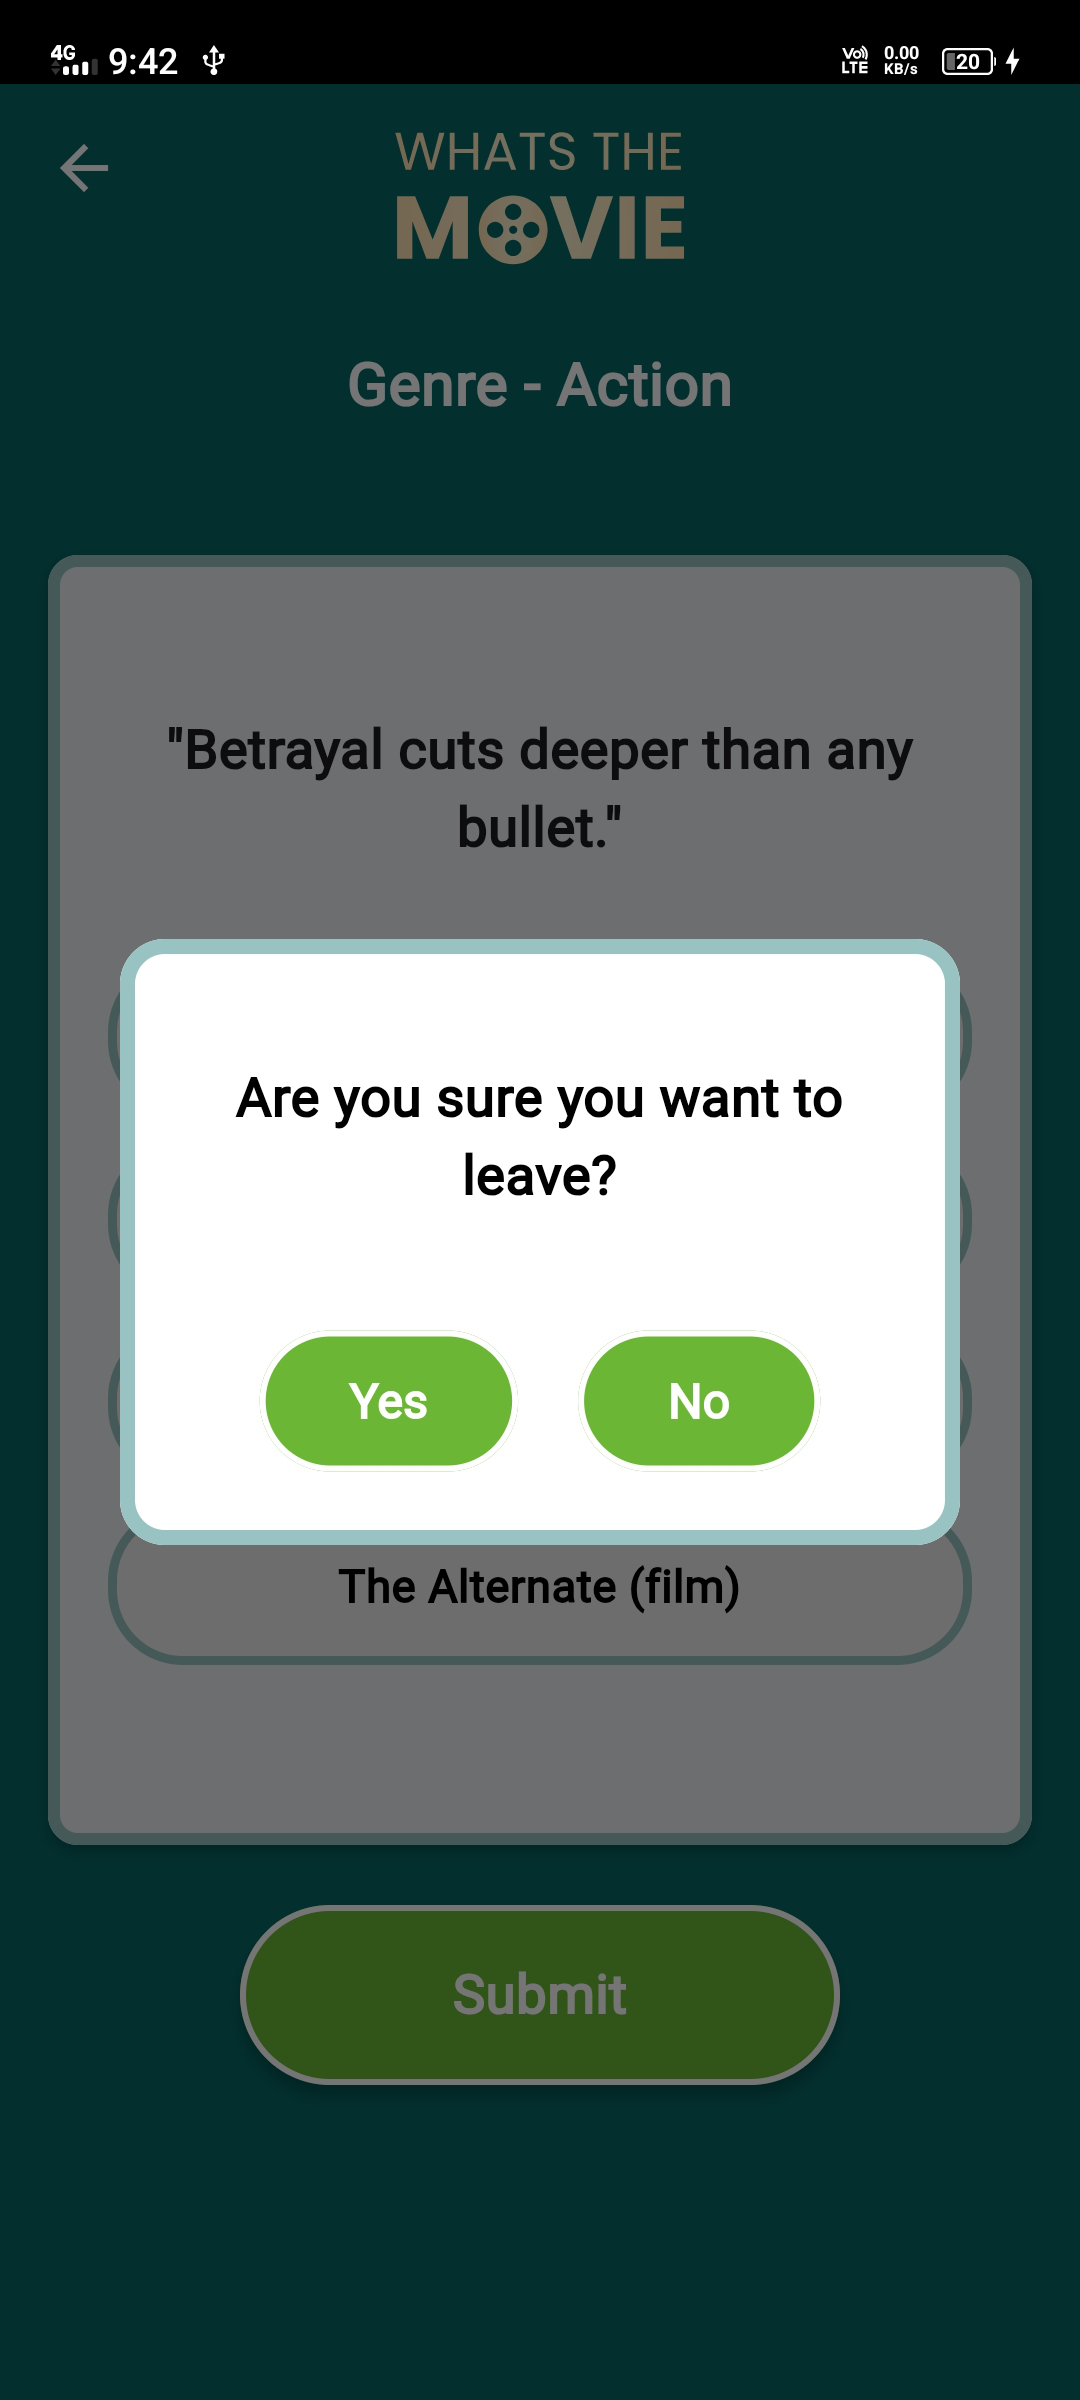 4G 9:42 Vo LTE 0.00 KB/s 20
WHATS THE
MOVIE
Genre - Action
"Betrayal cuts deeper than any
bullet."
Are you sure you want to
leave?
Yes No
The Alternate (film)
Submit